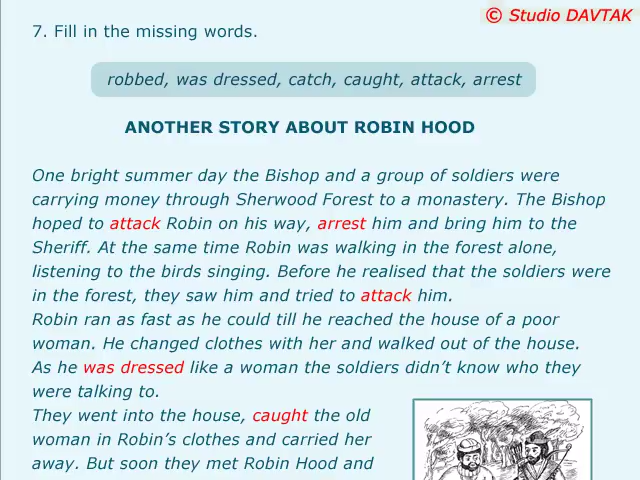 © Studio DAVTAK
7. Fill in the missing words.
robbed, was dressed, catch, caught, attack, arrest
ANOTHER STORY ABOUT ROBIN HOOD
One bright summer day the Bishop and a group of soldiers were
carrying money through Sherwood Forest to a monastery. The Bishop
hoped to attack Robin on his way, arrest him and bring him to the
Sheriff. At the same time Robin was walking in the forest alone,
listening to the birds singing. Before he realised that the soldiers were
in the forest, they saw him and tried to attack him.
Robin ran as fast as he could till he reached the house of a poor
woman. He changed clothes with her and walked out of the house.
As he was dressed like a woman the soldiers didn't know who they
were talking to.
They went into the house, caught the old
woman in Robin's clothes and carried her
away. But soon they met Robin Hood and